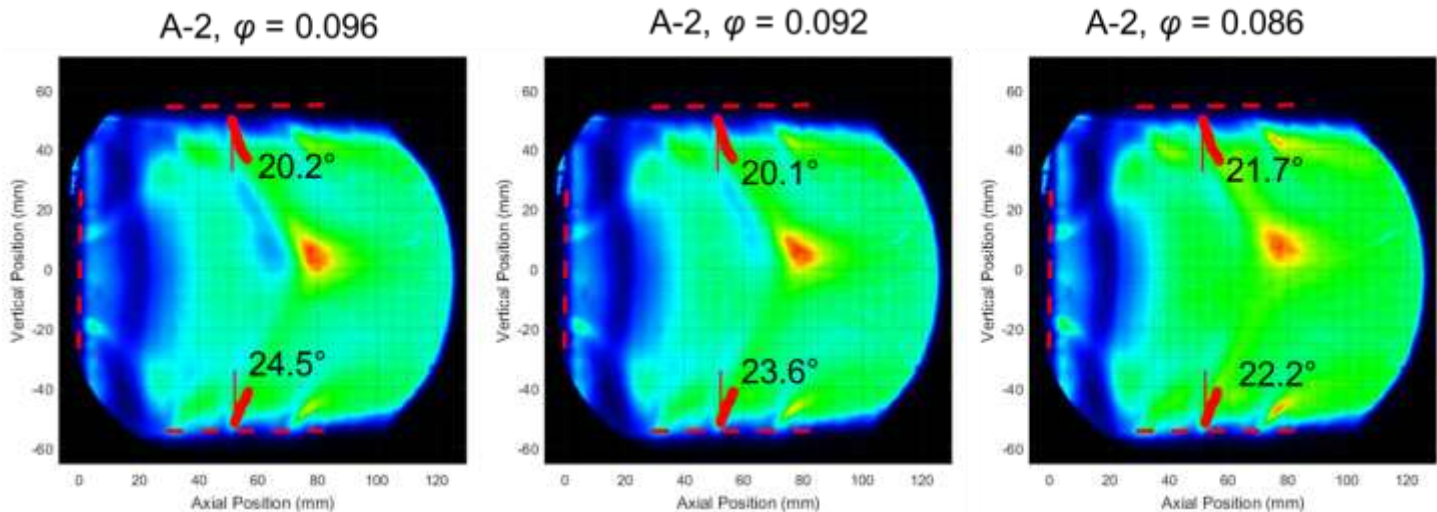 A-2, φ = 0.096
Vertical Position (mm)
60
40
20
0
-20
-40
-60
20.2°
24.5°
0 20 40 60 80 100 120
Axial Position (mm)
A-2, φ = 0.092
Vertical Position (mm)
60
40
20
0
-20
-40
-60
20.1°
23.6°
0 20 40 60 80 100 120
Axial Position (mm)
A-2, φ = 0.086
Vertical Position (mm)
60
40
20
0
-20
-40
-60
21.7°
22.2°
0 20 40 60 80 100 120
Axial Position (mm)